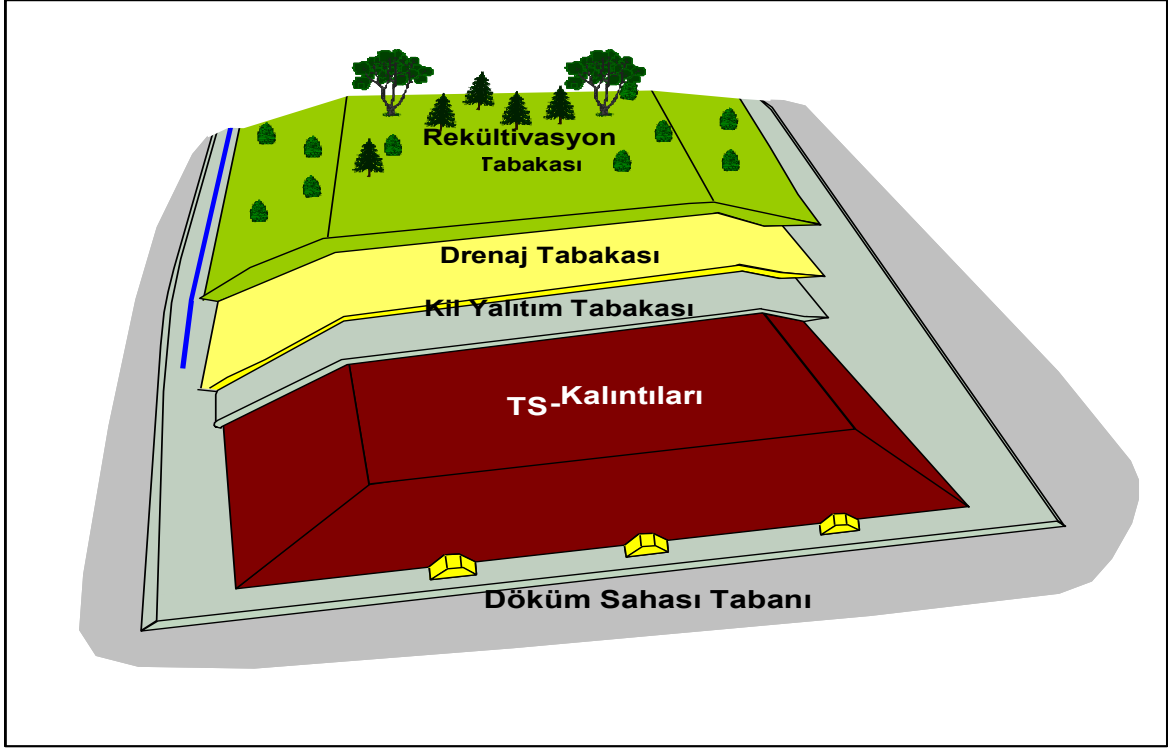 Rekültivasyon
Tabakası
Drenaj Tabakası
Kil Yalıtım Tabakası
TS-Kalıntıları
Döküm Sahası Tabanı